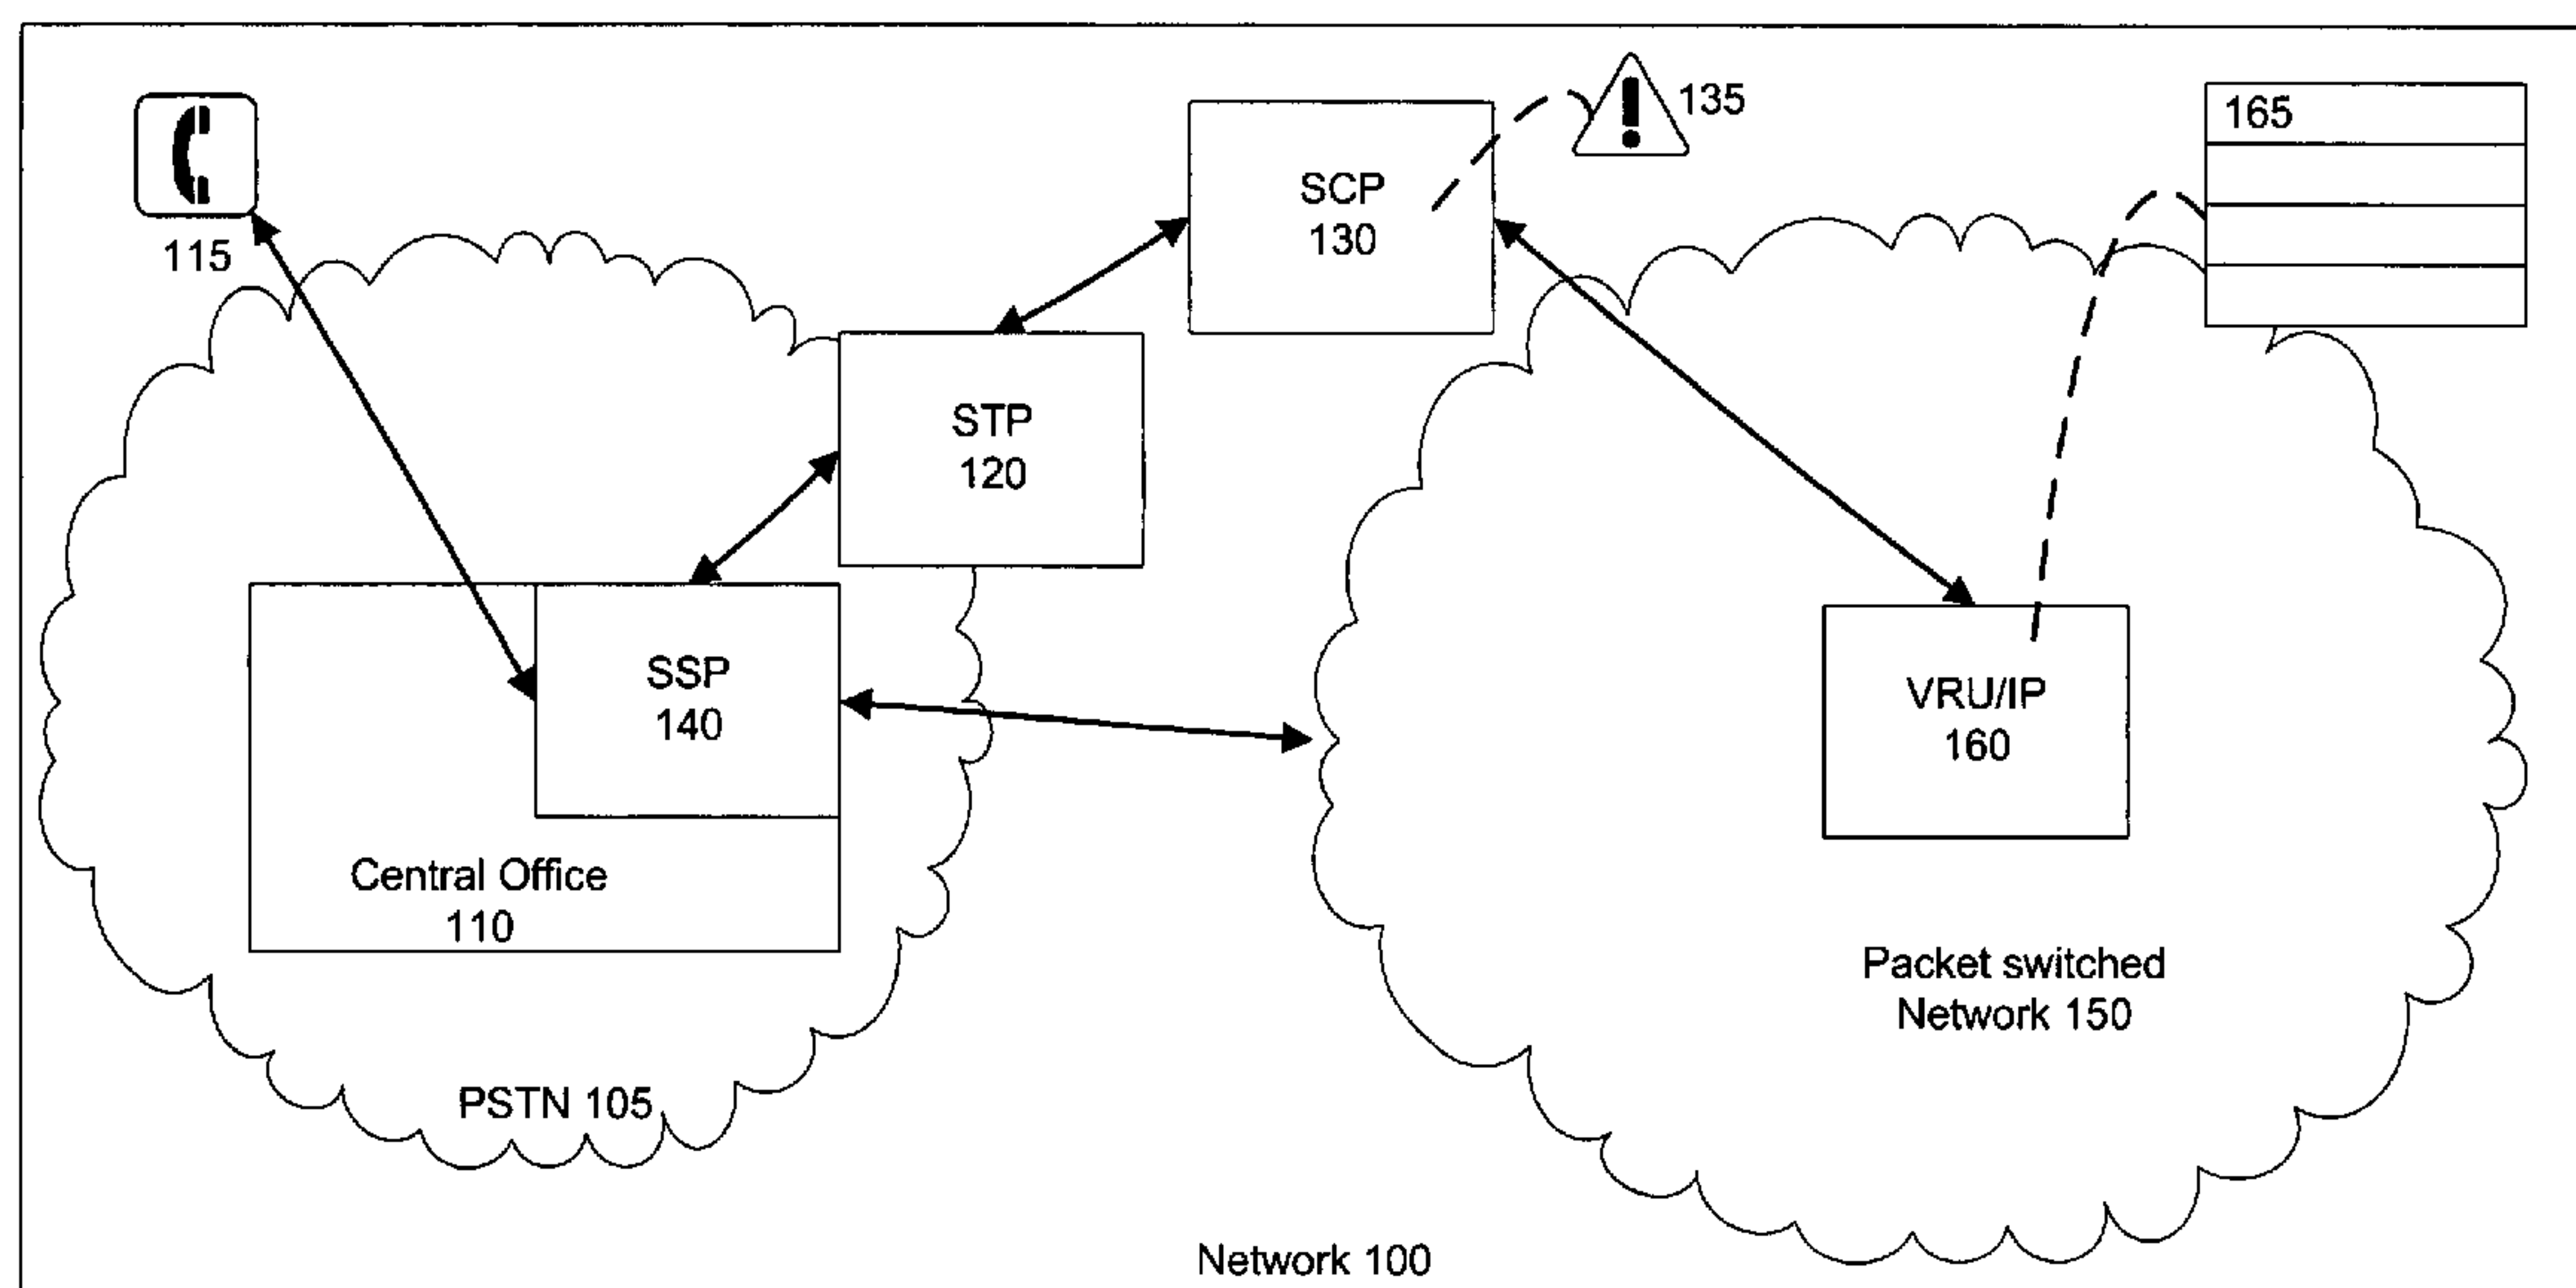 135
165
SCP
130
115
STP
120
SSP
140
VRU/IP
160
Central Office
110
Packet switched
Network 150
PSTN 105
Network 100